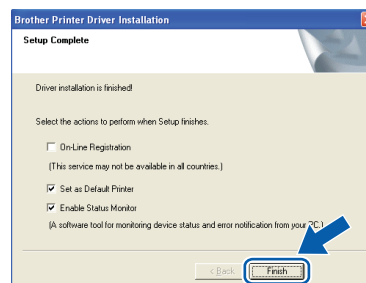 Brother Printer Driver Installation
Setup Complete
Driver installation is finished!
Select the actions to perform when Setup finishes.
On-Line Registration
(This service may not be available in all countries.)
Set as Default Printer
Enable Status Monitor
(A software tool for monitoring device status and error notification from your PC.)
< Back
Finish